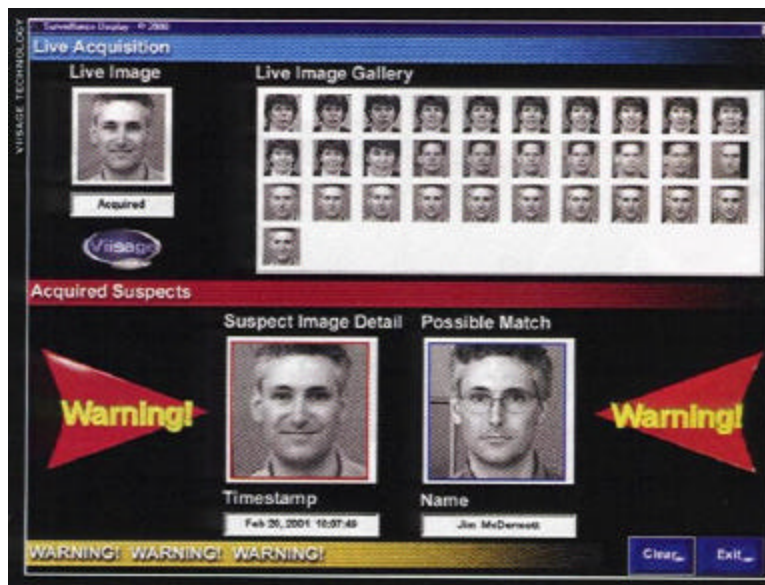 Surveillance Display - © 2000
VIISAGE TECHNOLOGY
Live Acquisition
Live Image
Live Image Gallery
Acquired
Viisage
Acquired Suspects
Suspect Image Detail
Possible Match
Warning!
Warning!
Timestamp
Name
Feb 26, 2001 10:07:49
Jim McDermott
WARNING! WARNING! WARNING!
Clear
Exit